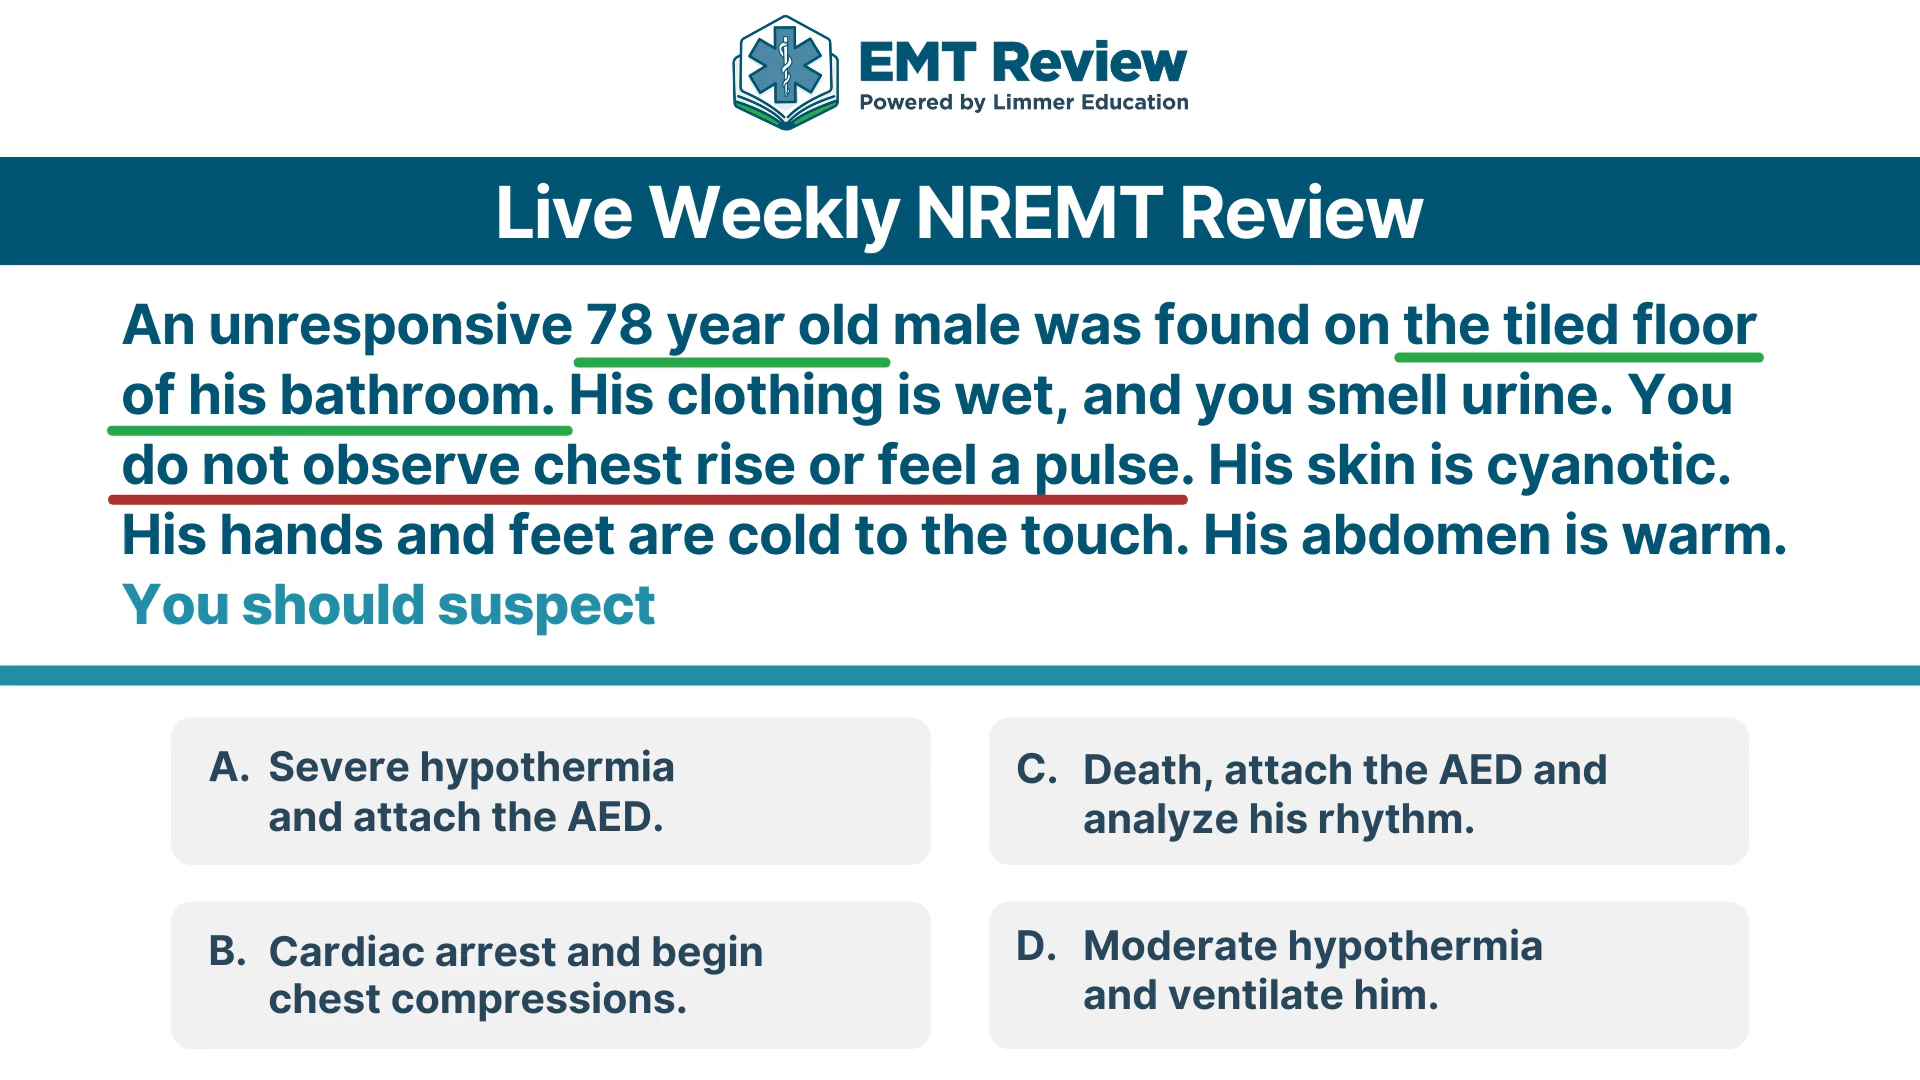 EMT Review
Powered by Limmer Education
Live Weekly NREMT Review
An unresponsive 78 year old male was found on the tiled floor
of his bathroom. His clothing is wet, and you smell urine. You
do not observe chest rise or feel a pulse. His skin is cyanotic.
His hands and feet are cold to the touch. His abdomen is warm.
You should suspect
A. Severe hypothermia
and attach the AED.
B. Cardiac arrest and begin
chest compressions.
C. Death, attach the AED and
analyze his rhythm.
D. Moderate hypothermia
and ventilate him.